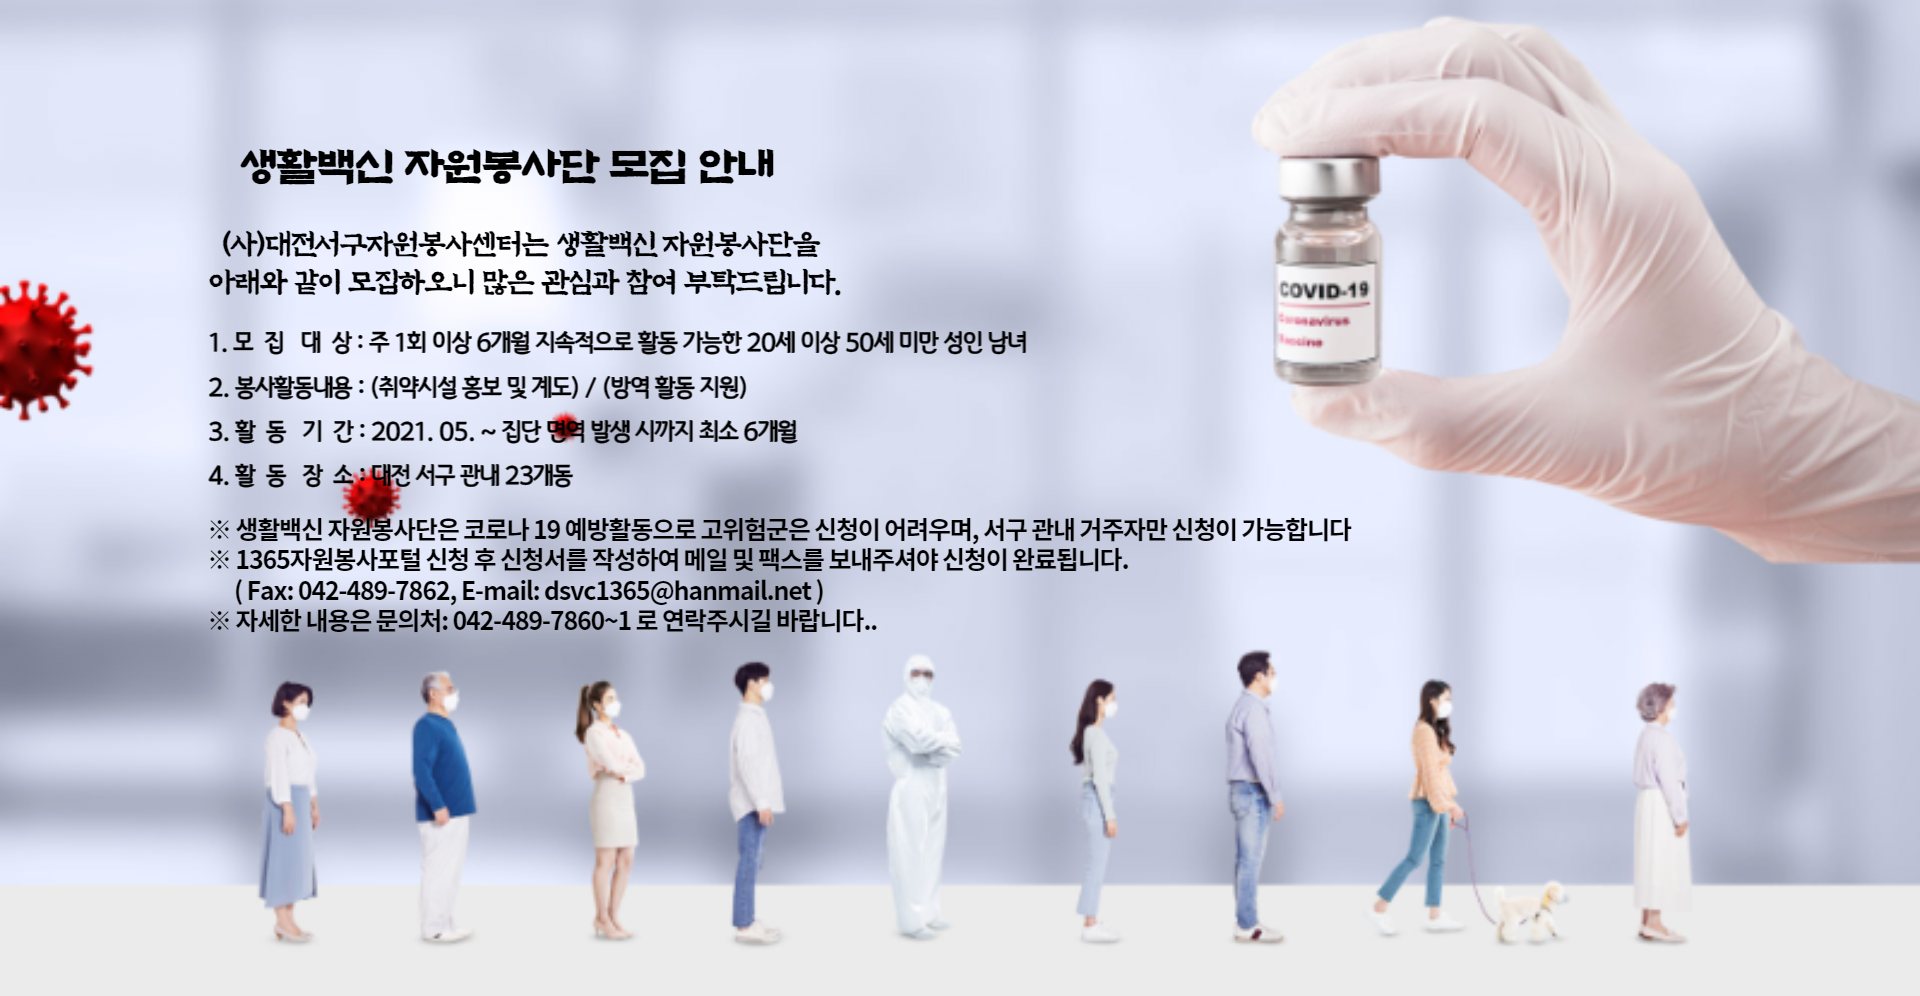 생활백신 자원봉사단 모집 안내
(사)대전서구자원봉사센터는 생활백신 자원봉사단을
아래와 같이 모집하오니 많은 관심과 참여 부탁드립니다.
1. 모 집 대 상 : 주 1회 이상 6개월 지속적으로 활동 가능한 20세 이상 50세 미만 성인 남녀
2. 봉사활동내용 : (취약시설 홍보 및 계도) / (방역 활동 지원)
3. 활 동 기 간 : 2021. 05. ~ 집단 면역 발생 시까지 최소 6개월
4. 활 동 장 소 : 대전 서구 관내 23개동
※ 생활백신 자원봉사단은 코로나 19 예방활동으로 고위험군은 신청이 어려우며, 서구 관내 거주자만 신청이 가능합니다
※ 1365자원봉사포털 신청 후 신청서를 작성하여 메일 및 팩스를 보내주셔야 신청이 완료됩니다.
( Fax: 042-489-7862, E-mail: dsvc1365@hanmail.net )
※ 자세한 내용은 문의처: 042-489-7860~1 로 연락주시길 바랍니다..
COVID-19
Coronavirus
Vaccine